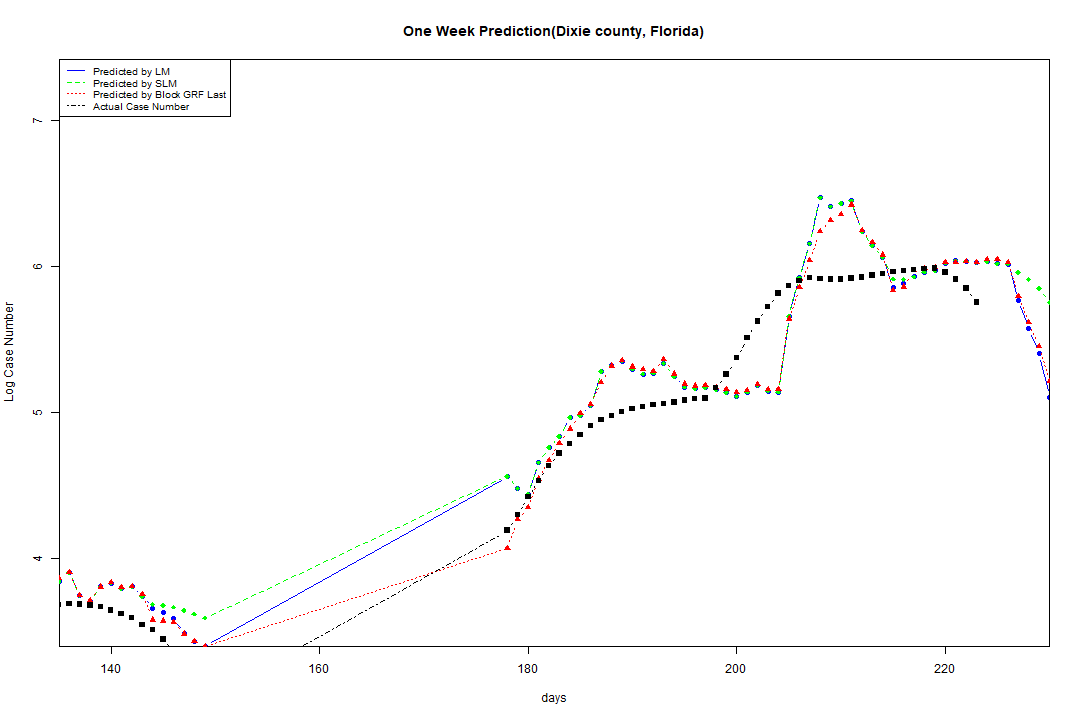 One Week Prediction(Dixie county, Florida)
Predicted by LM
Predicted by SLM
Predicted by Block GRF Last
Actual Case Number
7
6
5
4
Log Case Number
140 160 180 200 220
days